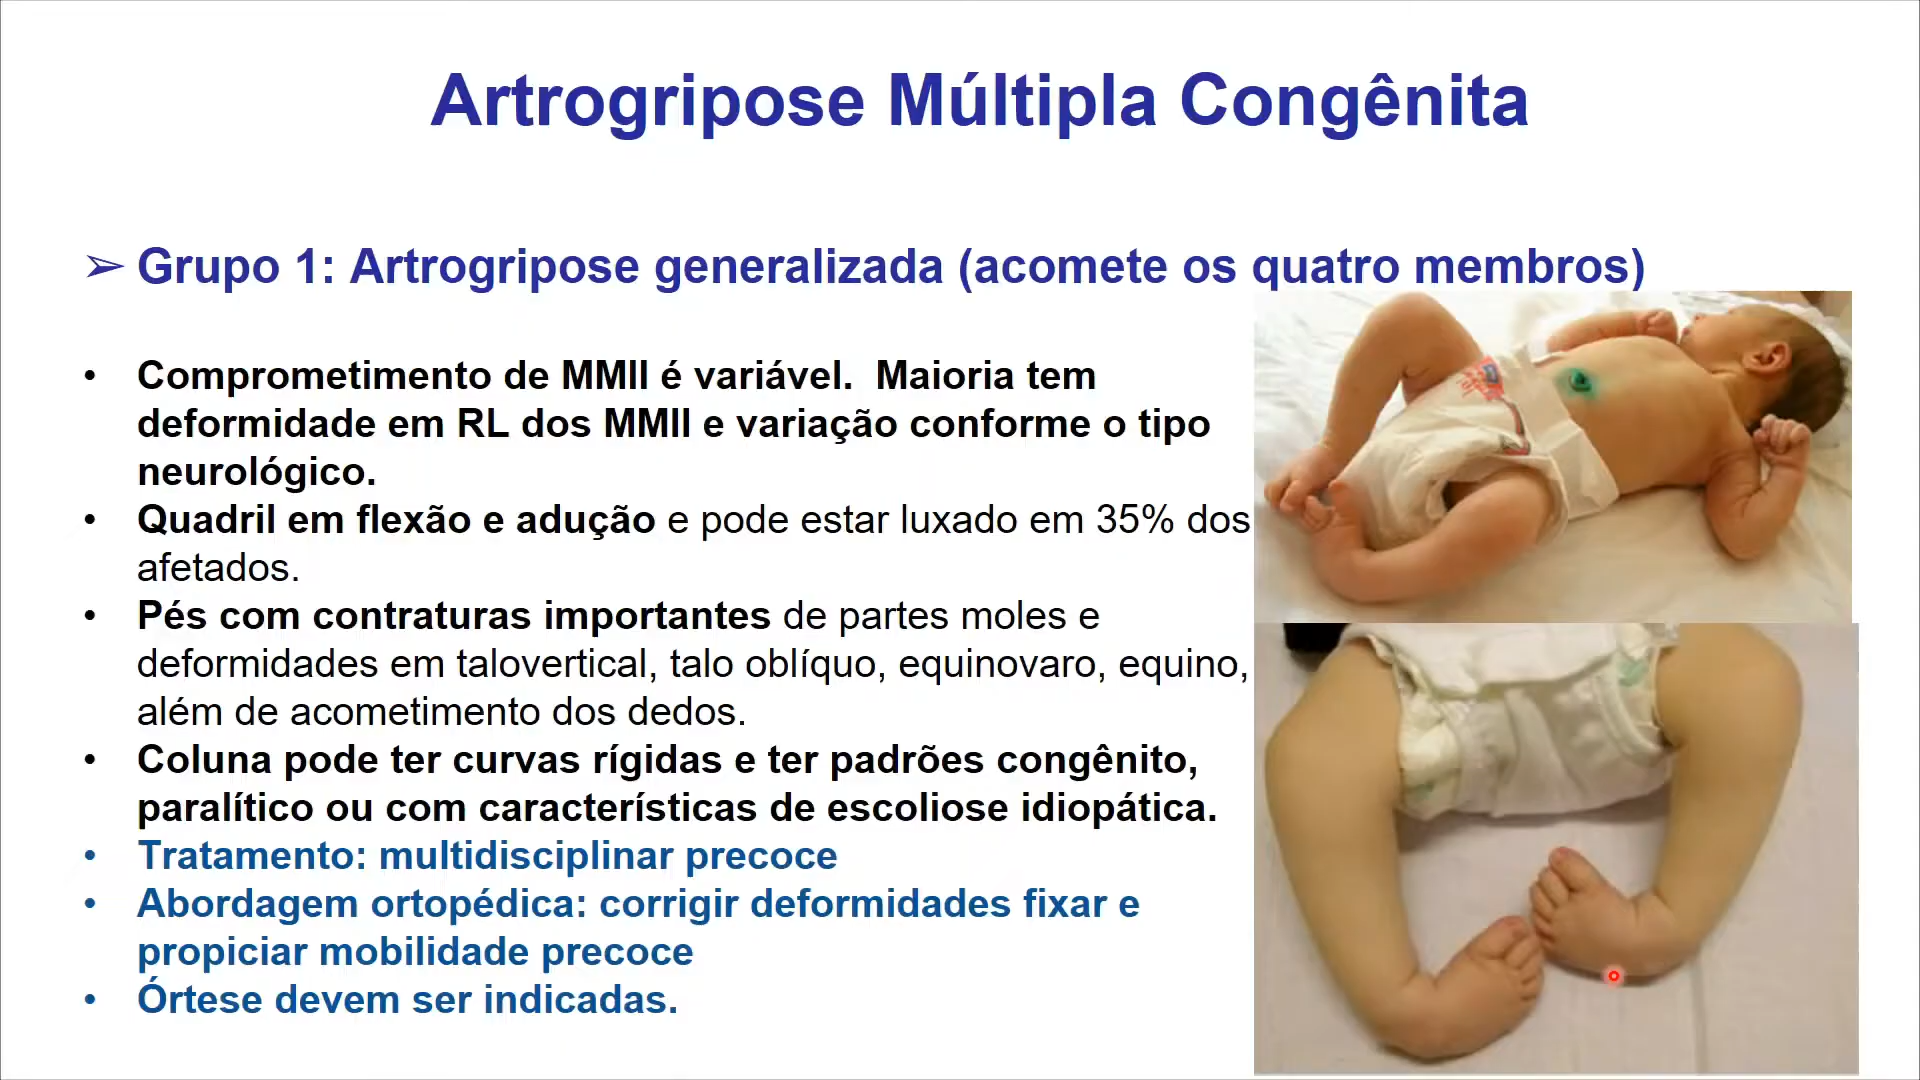 Artrogripose Múltipla Congênita
➢ Grupo 1: Artrogripose generalizada (acomete os quatro membros)
• Comprometimento de MMII é variável. Maioria tem
deformidade em RL dos MMII e variação conforme o tipo
neurológico.
• Quadril em flexão e adução e pode estar luxado em 35% dos
afetados.
• Pés com contraturas importantes de partes moles e
deformidades em talovertical, talo oblíquo, equinovaro, equino,
além de acometimento dos dedos.
• Coluna pode ter curvas rígidas e ter padrões congênito,
paralítico ou com características de escoliose idiopática.
• Tratamento: multidisciplinar precoce
• Abordagem ortopédica: corrigir deformidades fixar e
propiciar mobilidade precoce
• Órtese devem ser indicadas.